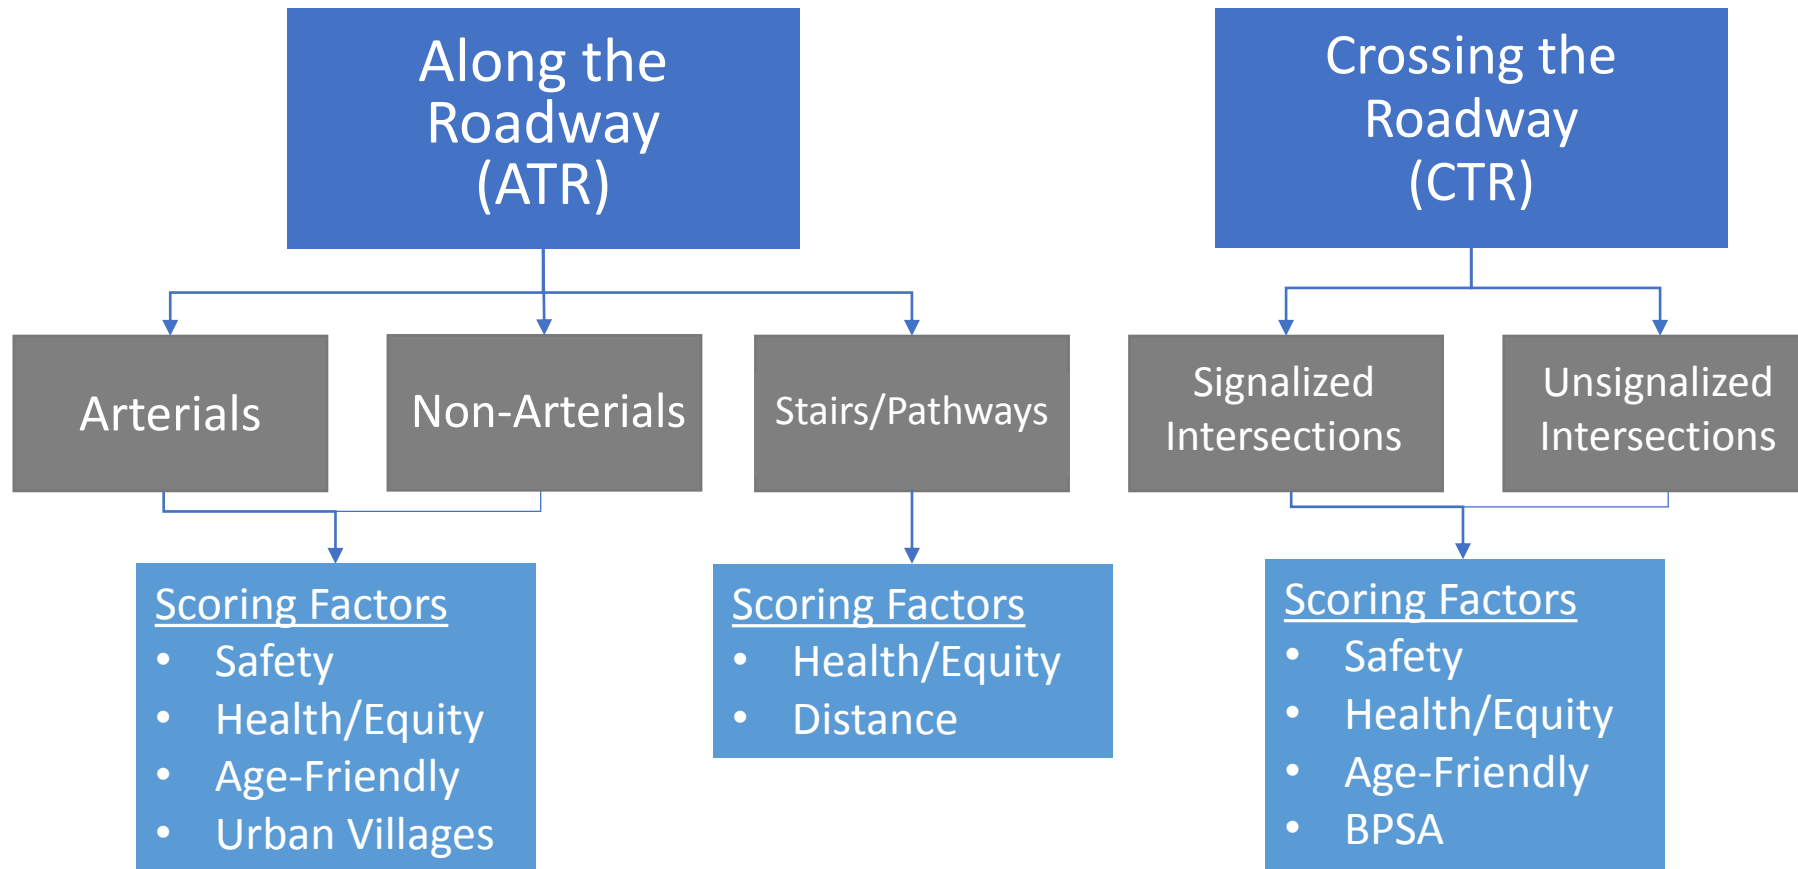 Along the
Roadway
(ATR)
Crossing the
Roadway
(CTR)
Arterials
Non-Arterials
Stairs/Pathways
Signalized
Intersections
Unsignalized
Intersections
Scoring Factors
• Safety
• Health/Equity
• Age-Friendly
• Urban Villages
Scoring Factors
• Health/Equity
• Distance
Scoring Factors
• Safety
• Health/Equity
• Age-Friendly
• BPSA